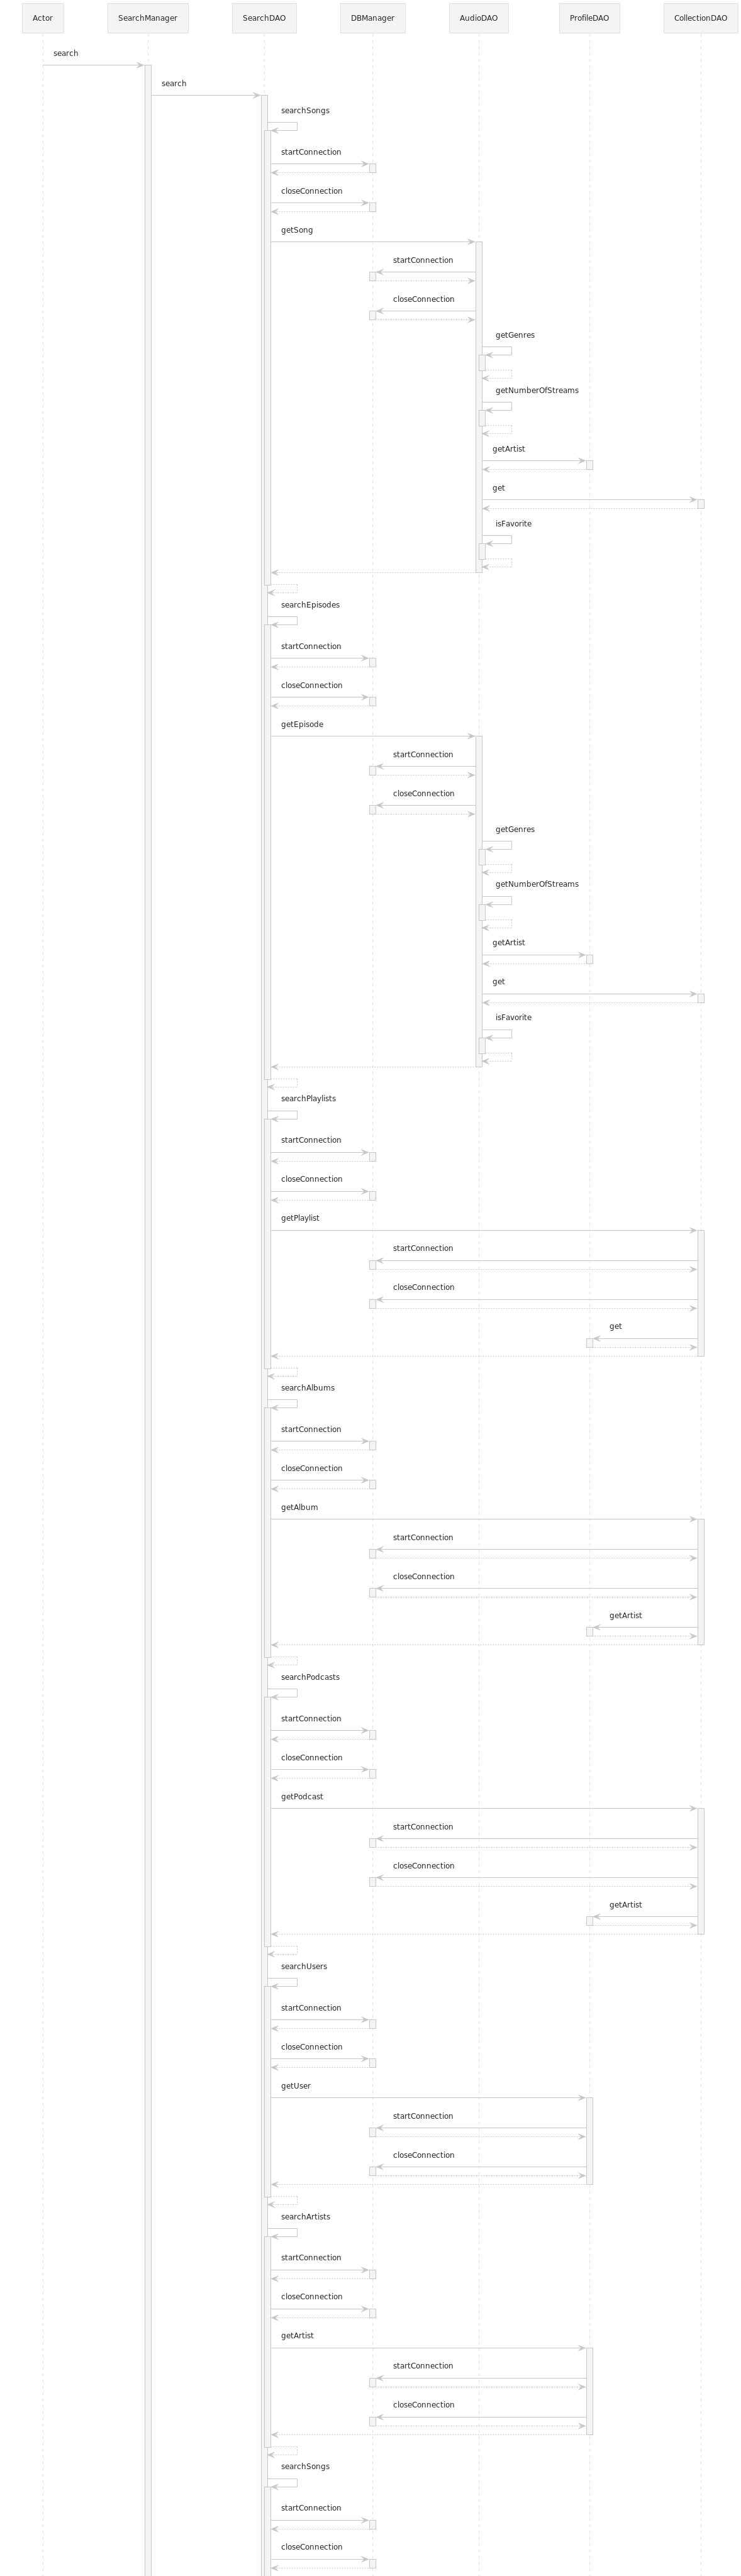 Actor SearchManager SearchDAO DBManager AudioDAO ProfileDAO CollectionDAO
search
search
searchSongs
startConnection
closeConnection
getSong
startConnection
closeConnection
getGenres
getNumberOfStreams
getArtist
get
isFavorite
searchEpisodes
startConnection
closeConnection
getEpisode
startConnection
closeConnection
getGenres
getNumberOfStreams
getArtist
get
isFavorite
searchPlaylists
startConnection
closeConnection
getPlaylist
startConnection
closeConnection
get
searchAlbums
startConnection
closeConnection
getAlbum
startConnection
closeConnection
getArtist
searchPodcasts
startConnection
closeConnection
getPodcast
startConnection
closeConnection
getArtist
searchUsers
startConnection
closeConnection
getUser
startConnection
closeConnection
searchArtists
startConnection
closeConnection
getArtist
startConnection
closeConnection
searchSongs
startConnection
closeConnection